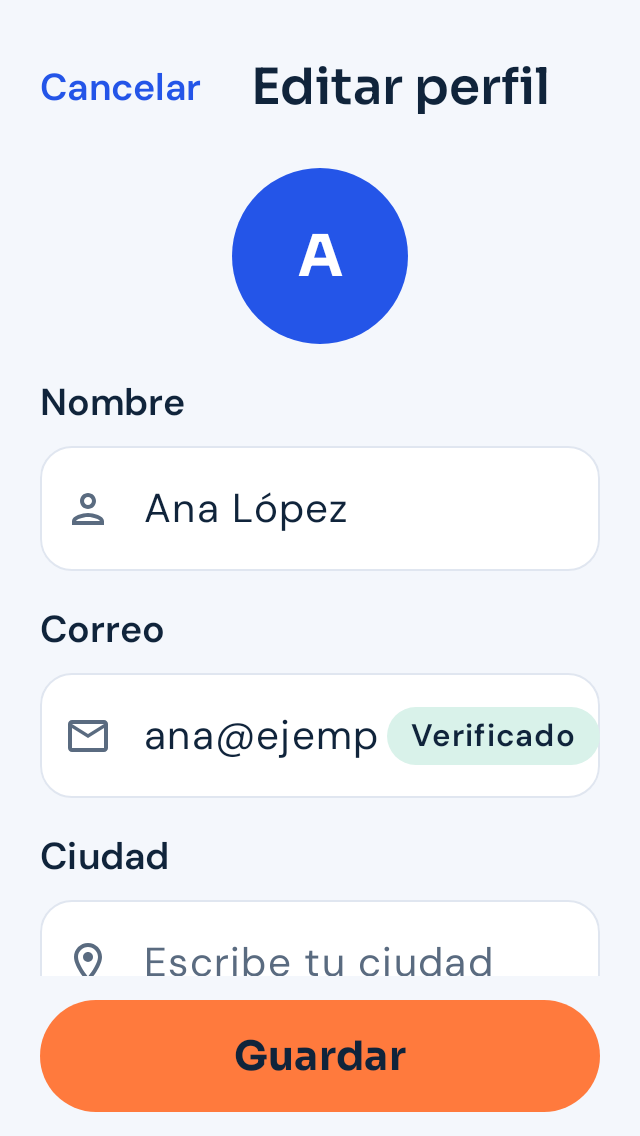 Cancelar Editar perfil
A
Nombre
Ana López
Correo
ana@ejemp Verificado
Ciudad
Escribe tu ciudad
Guardar